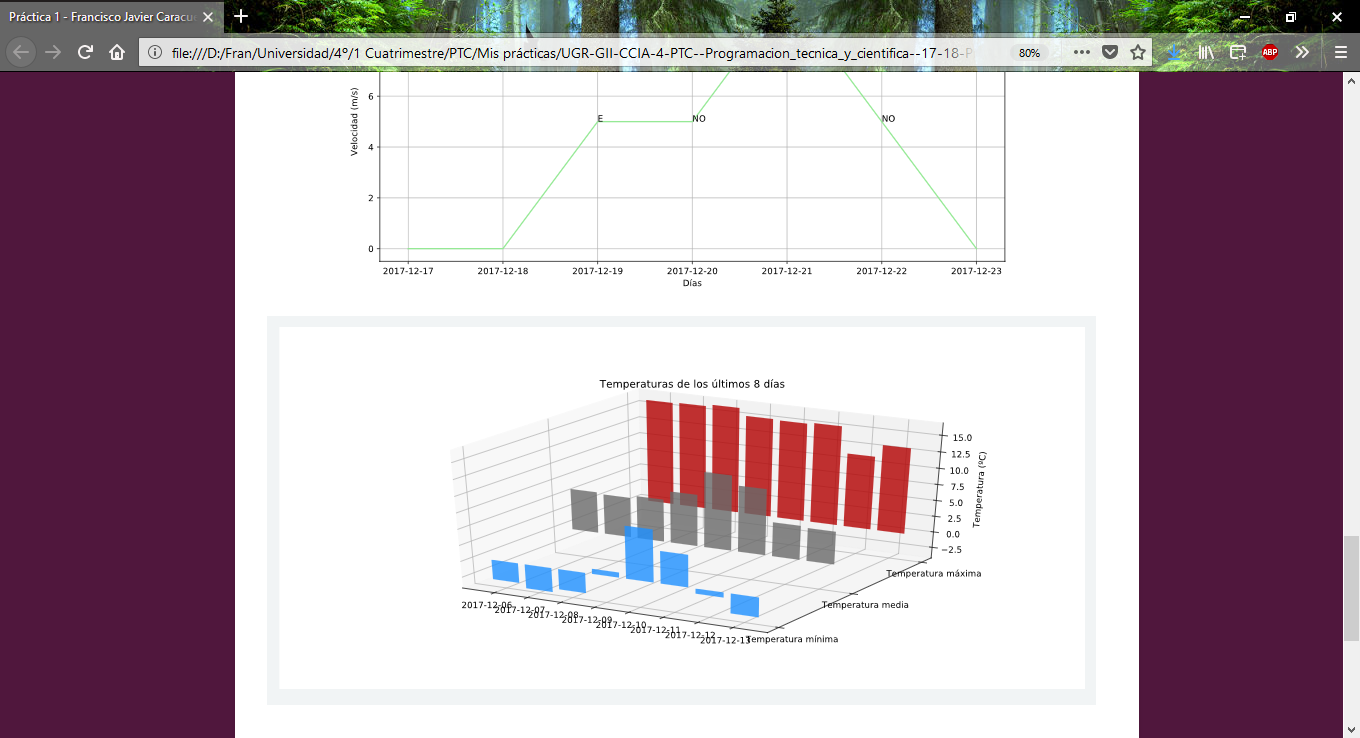 Práctica 1 - Francisco Javier Caracu
file:///D:/Fran/Universidad/4º/1 Cuatrimestre/PTC/Mis prácticas/UGR-GII-CCIA-4-PTC--Programacion_tecnica_y_cientifica--17-18-P
80%
ABP
Velocidad (m/s)
6
4
2
0
E
NO
NO
2017-12-17
2017-12-18
2017-12-19
2017-12-20
2017-12-21
2017-12-22
2017-12-23
Días
Temperaturas de los últimos 8 días
15.0
12.5
10.0
7.5
5.0
2.5
0.0
−2.5
Temperatura (ºC)
Temperatura máxima
Temperatura media
Temperatura mínima
2017-12-06
2017-12-07
2017-12-08
2017-12-09
2017-12-10
2017-12-11
2017-12-12
2017-12-13